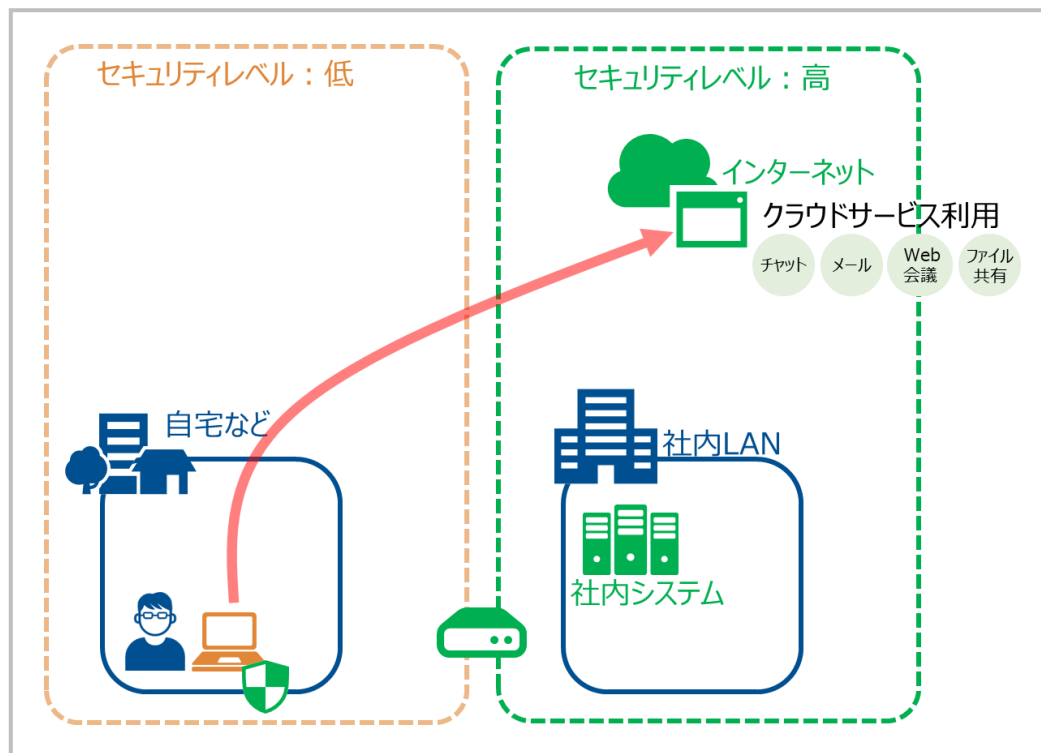 セキュリティレベル：低
セキュリティレベル：高
インターネット
クラウドサービス利用
チャット
メール
Web
会議
ファイル
共有
自宅など
社内LAN
社内システム